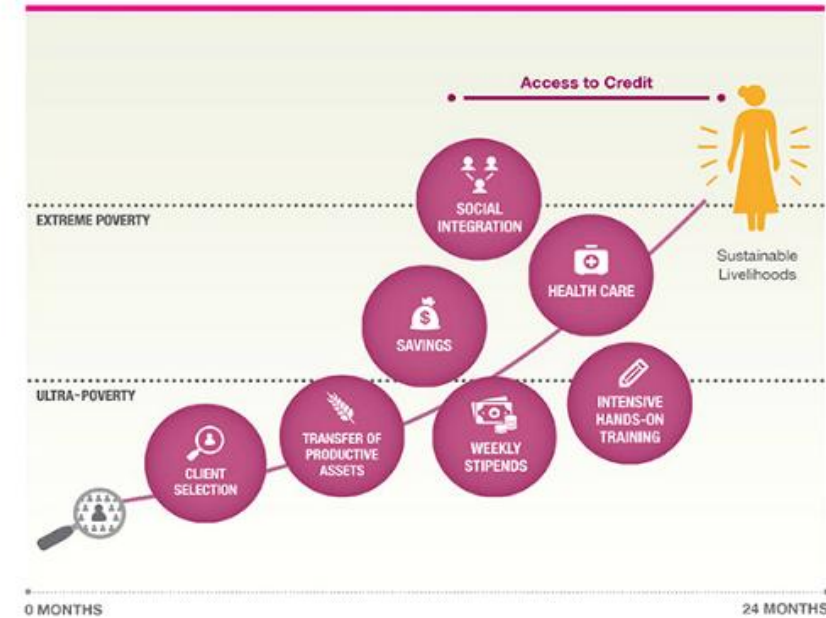 Access to Credit
SOCIAL
INTEGRATION
EXTREME POVERTY
Sustainable
Livelihoods
HEALTH CARE
$
SAVINGS
ULTRA-POVERTY
INTENSIVE
HANDS-ON
TRAINING
TRANSFER OF
PRODUCTIVE
ASSETS
WEEKLY
STIPENDS
CLIENT
SELECTION
0 MONTHS
24 MONTHS